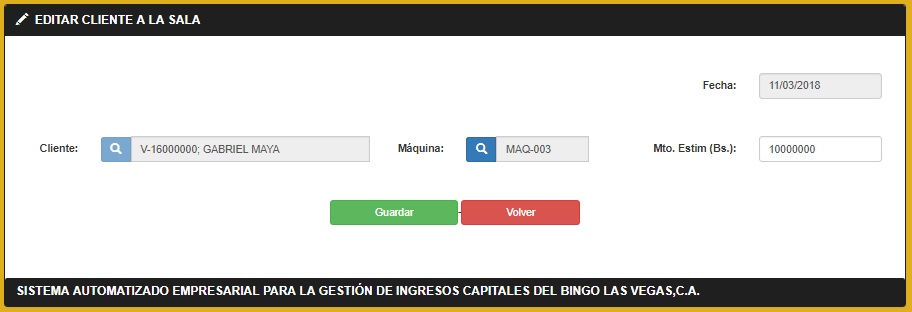 EDITAR CLIENTE A LA SALA
Fecha: 11/03/2018
Cliente: V-16000000; GABRIEL MAYA Máquina: MAQ-003 Mto. Estim (Bs.): 10000000
Guardar - Volver
SISTEMA AUTOMATIZADO EMPRESARIAL PARA LA GESTIÓN DE INGRESOS CAPITALES DEL BINGO LAS VEGAS,C.A.